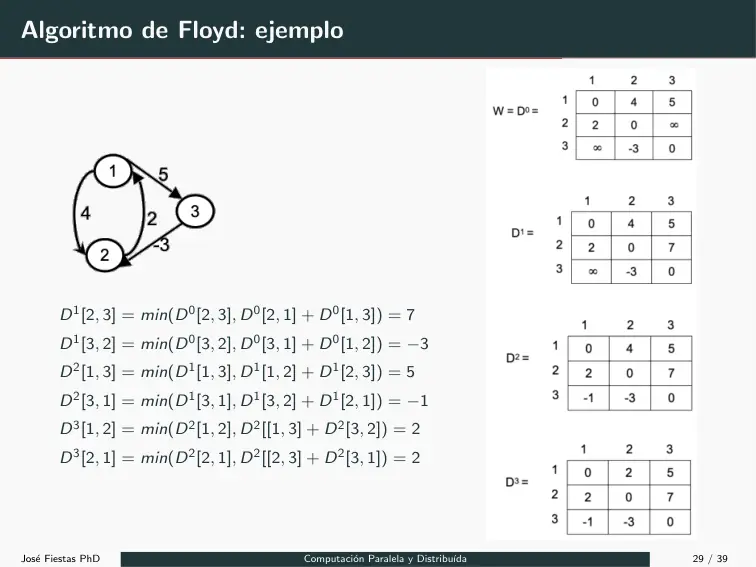 Algoritmo de Floyd: ejemplo
1 2 3
W = D⁰ =
1 0 4 5
2 2 0 ∞
3 ∞ -3 0
1
5
3
4
2
-3
2
1 2 3
D¹ =
1 0 4 5
2 2 0 7
3 ∞ -3 0
D¹[2, 3] = min(D⁰[2, 3], D⁰[2, 1] + D⁰[1, 3]) = 7
D¹[3, 2] = min(D⁰[3, 2], D⁰[3, 1] + D⁰[1, 2]) = −3
D²[1, 3] = min(D¹[1, 3], D¹[1, 2] + D¹[2, 3]) = 5
D²[3, 1] = min(D¹[3, 1], D¹[3, 2] + D¹[2, 1]) = −1
D³[1, 2] = min(D²[1, 2], D²[[1, 3] + D²[3, 2]) = 2
D³[2, 1] = min(D²[2, 1], D²[[2, 3] + D²[3, 1]) = 2
1 2 3
D² =
1 0 4 5
2 2 0 7
3 -1 -3 0
1 2 3
D³ =
1 0 2 5
2 2 0 7
3 -1 -3 0
José Fiestas PhD
Computación Paralela y Distribuída
29 / 39